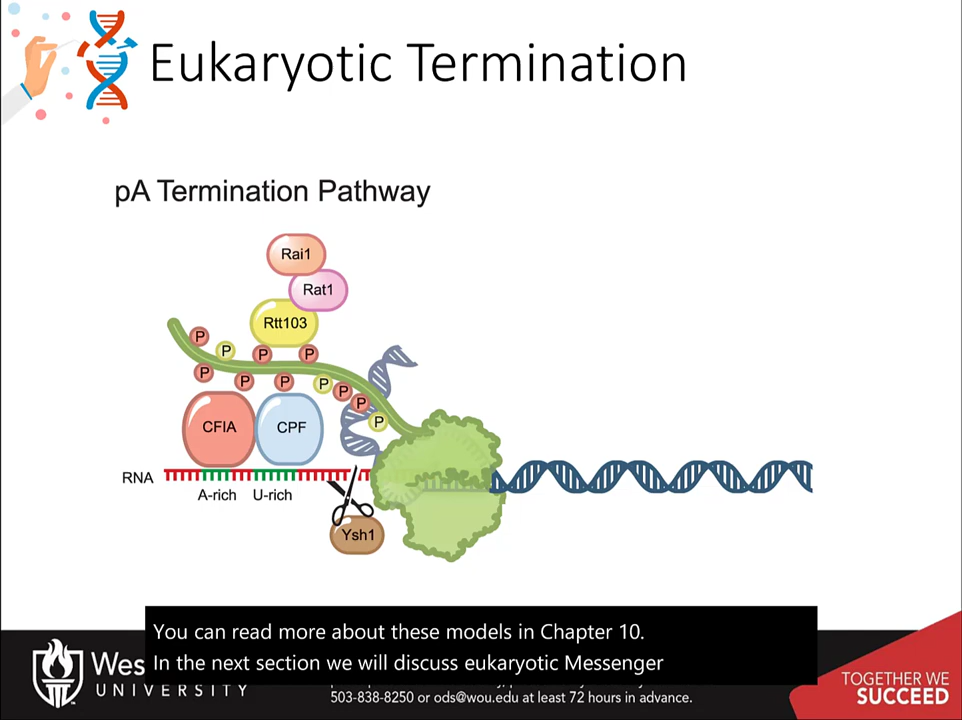 Eukaryotic Termination
pA Termination Pathway
Rai1
Rat1
Rtt103
P
P
P
P
P
P
P
P
P
P
P
CFIA
CPF
RNA
A-rich U-rich
Ysh1
You can read more about these models in Chapter 10.
In the next section we will discuss eukaryotic Messenger
UNIVERSITY
503-838-8250 or ods@wou.edu at least 72 hours in advance.
TOGETHER WE
SUCCEED